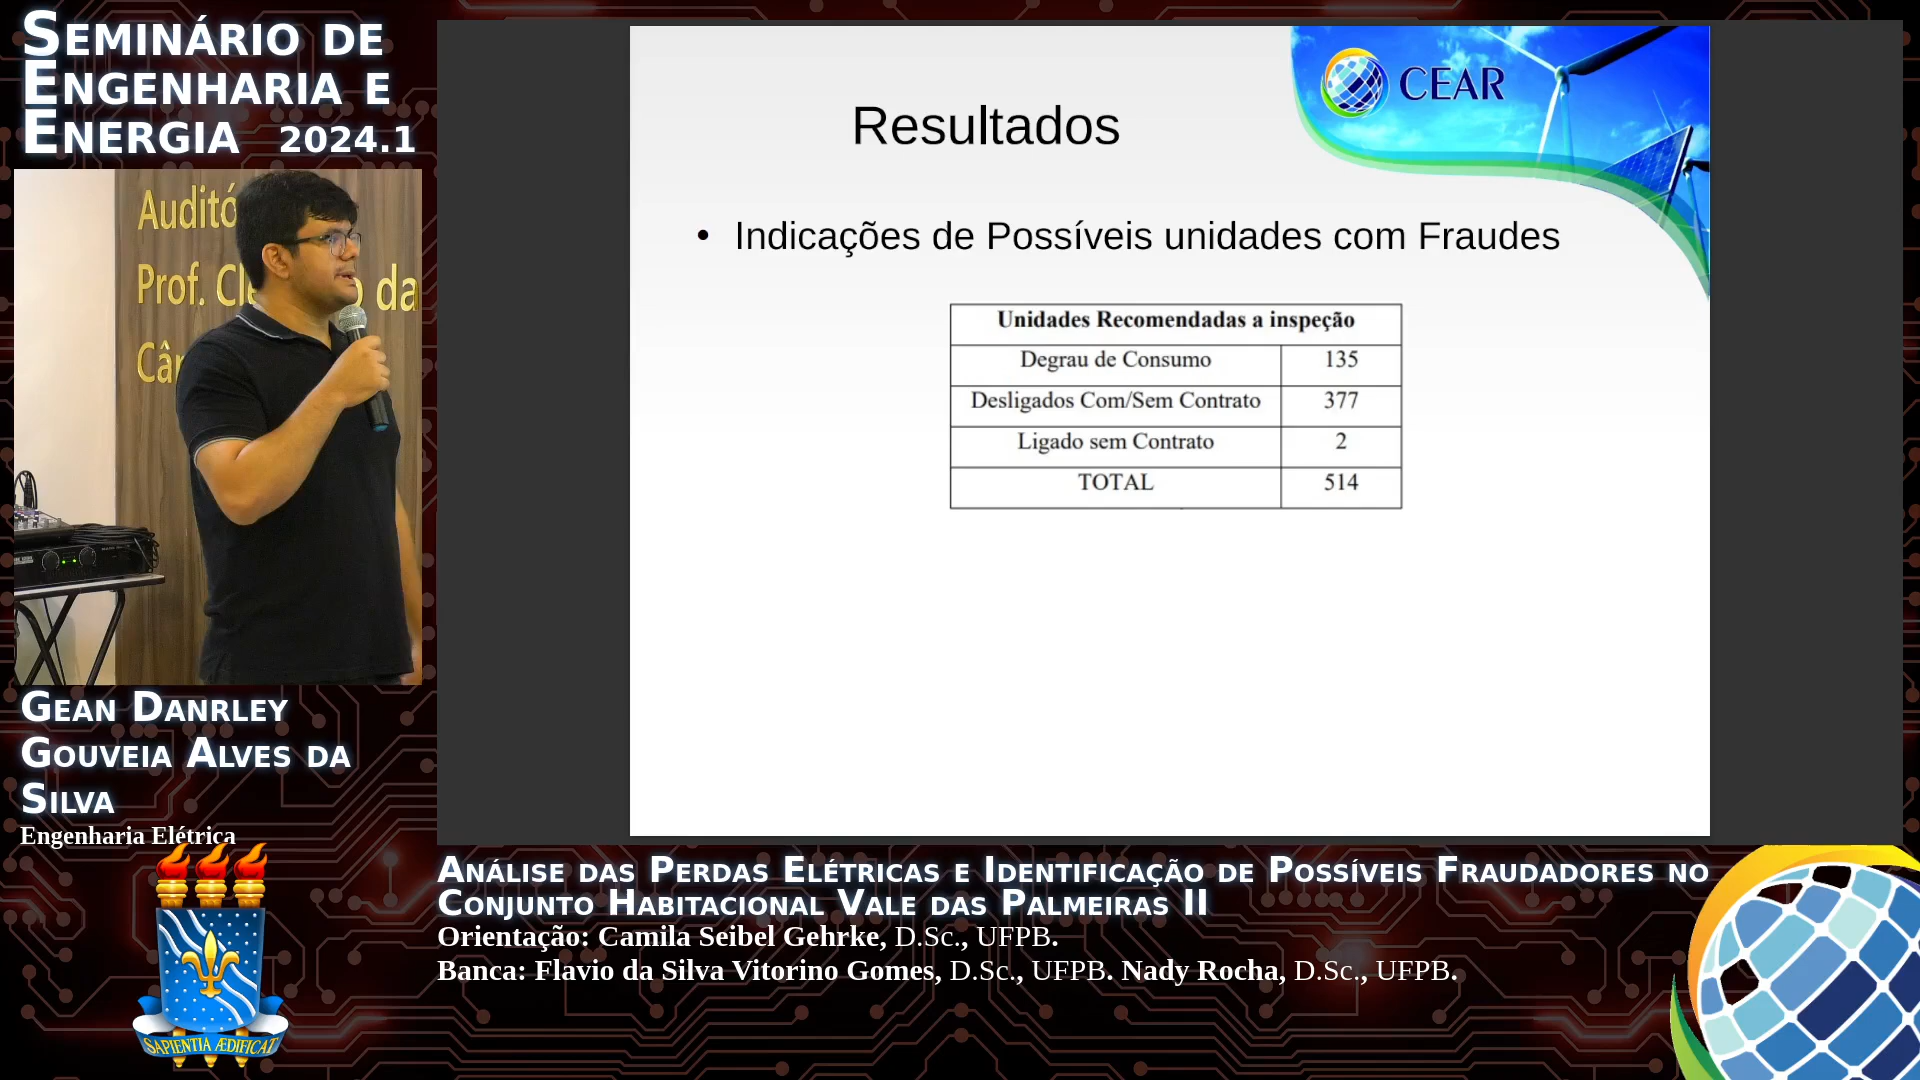 SEMINÁRIO DE
ENGENHARIA E
ENERGIA 2024.1
Auditó
Prof. Cle
o da
Câ
GEAN DANRLEY
GOUVEIA ALVES DA
SILVA
Engenharia Elétrica
SAPIENTIA ÆDIFICAT
CEAR
Resultados
• Indicações de Possíveis unidades com Fraudes
Unidades Recomendadas a inspeção
Degrau de Consumo 135
Desligados Com/Sem Contrato 377
Ligado sem Contrato 2
TOTAL 514
ANÁLISE DAS PERDAS ELÉTRICAS E IDENTIFICAÇÃO DE POSSÍVEIS FRAUDADORES NO
CONJUNTO HABITACIONAL VALE DAS PALMEIRAS II
Orientação: Camila Seibel Gehrke, D.Sc., UFPB.
Banca: Flavio da Silva Vitorino Gomes, D.Sc., UFPB. Nady Rocha, D.Sc., UFPB.